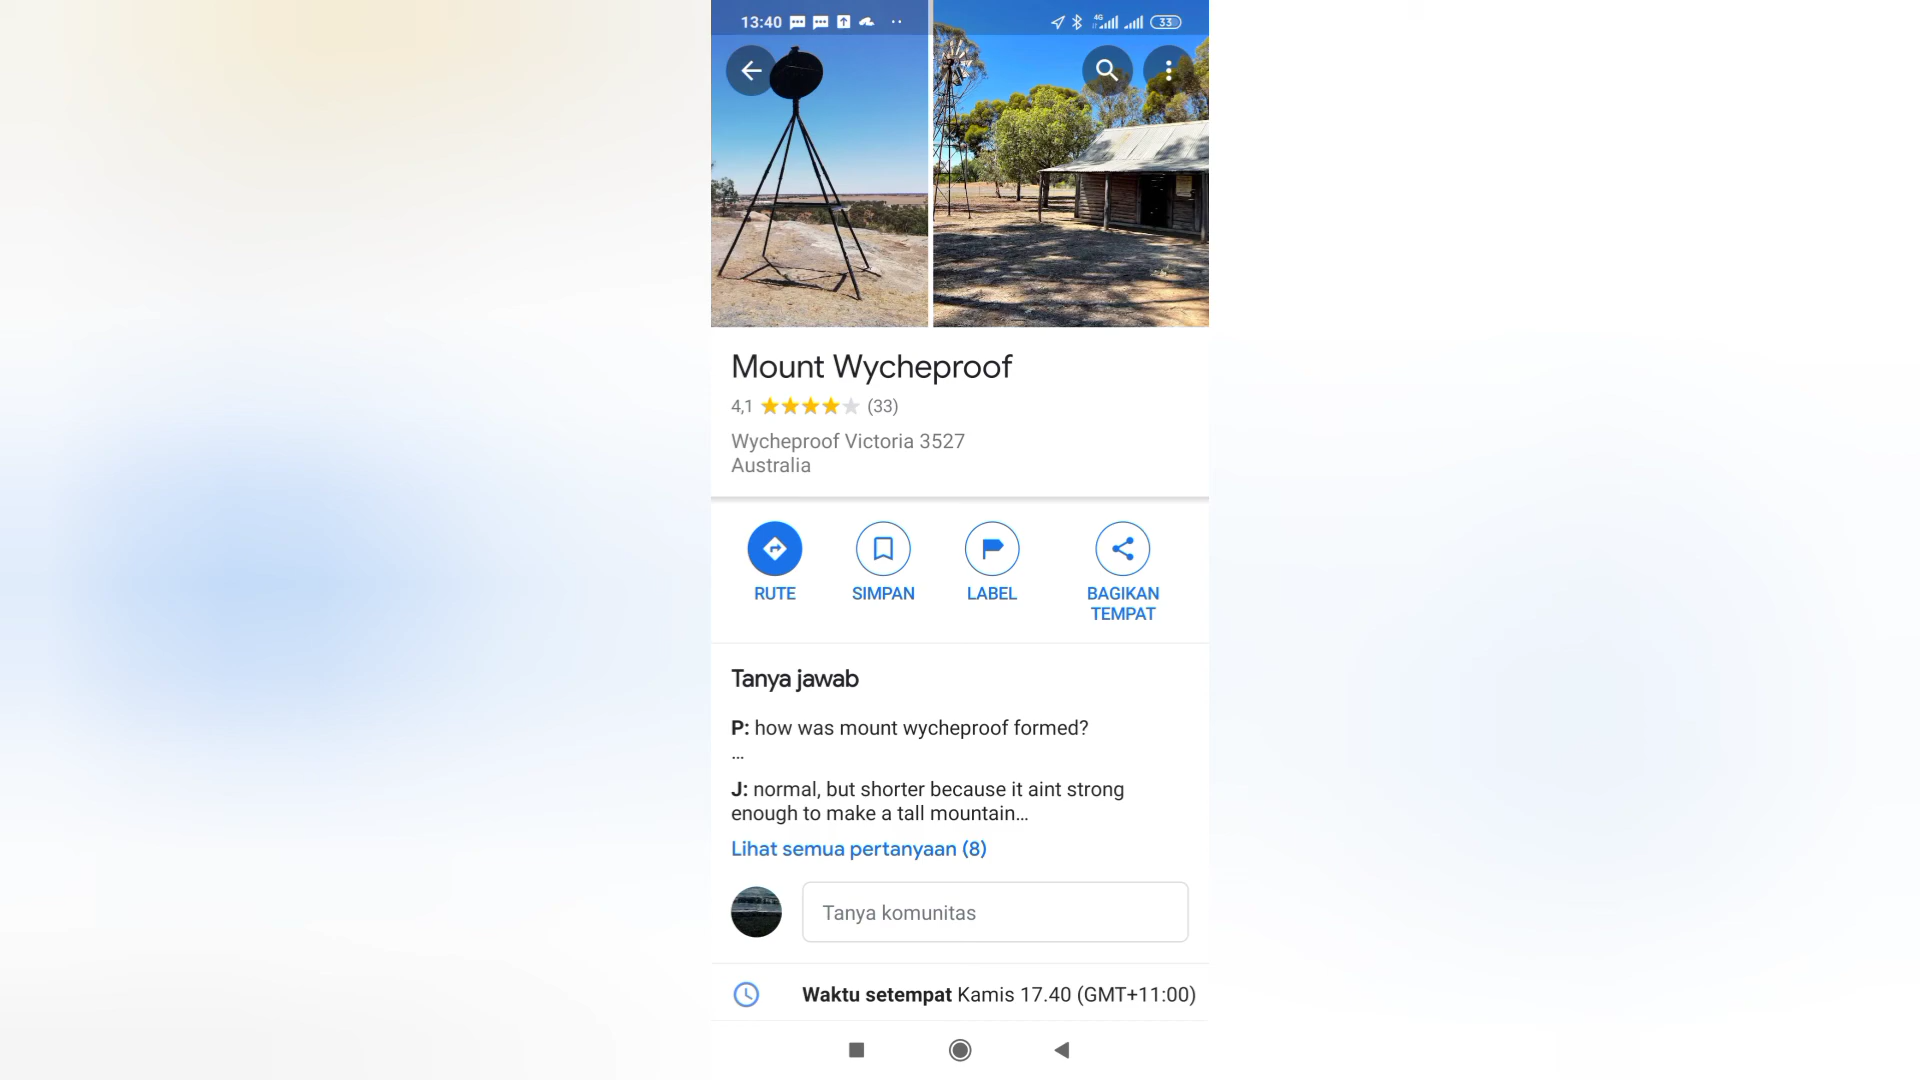 13:40
4G
33
Mount Wycheproof
4,1 (33)
Wycheproof Victoria 3527
Australia
RUTE
SIMPAN
LABEL
BAGIKAN
TEMPAT
Tanya jawab
P: how was mount wycheproof formed?
...
J: normal, but shorter because it aint strong
enough to make a tall mountain...
Lihat semua pertanyaan (8)
Tanya komunitas
Waktu setempat Kamis 17.40 (GMT+11:00)